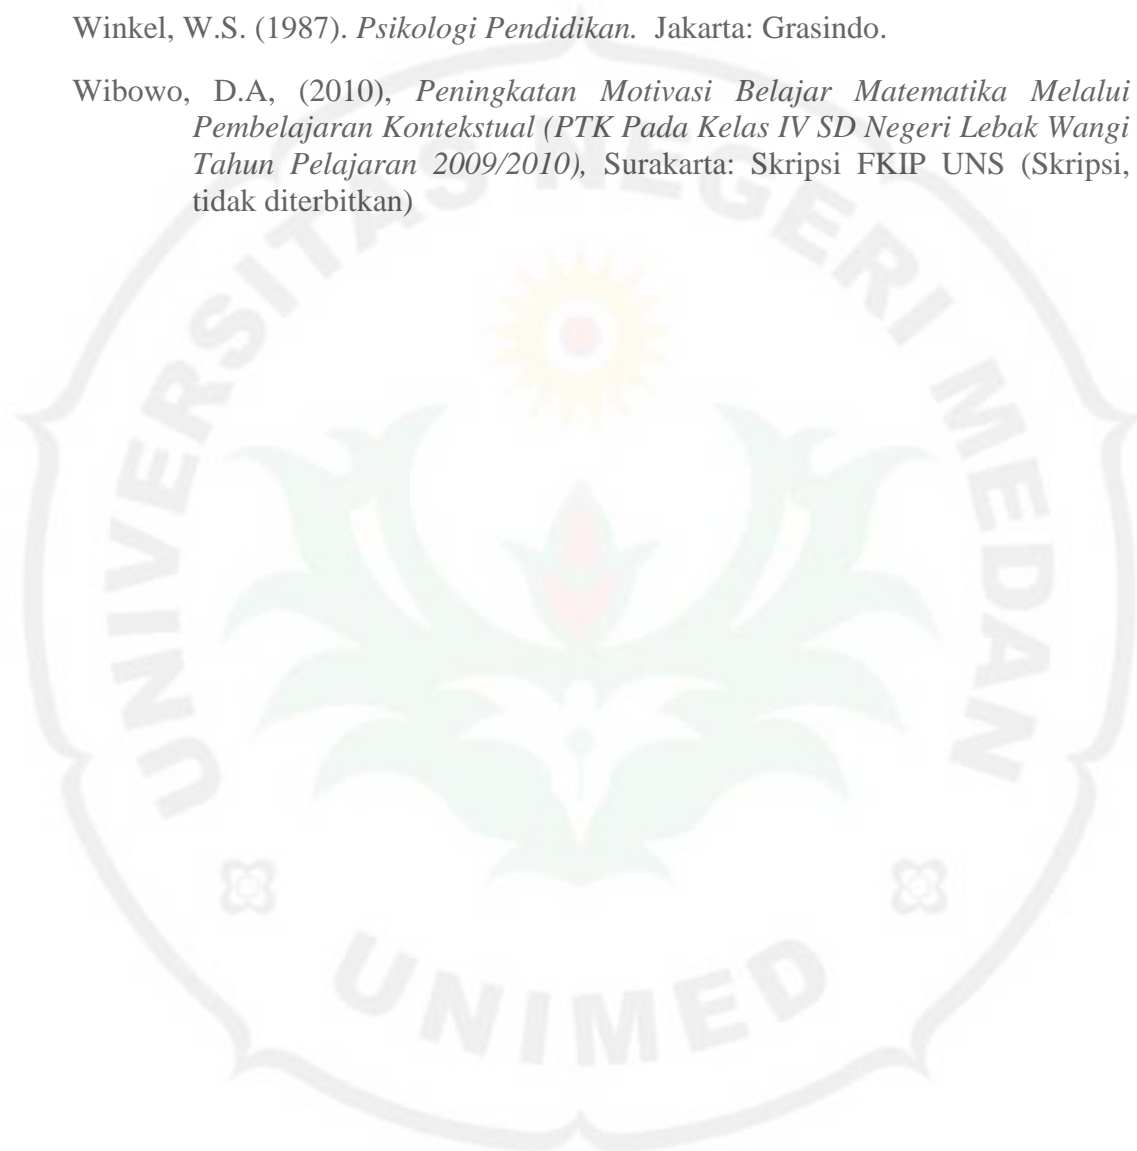 Winkel, W.S. (1987). Psikologi Pendidikan. Jakarta: Grasindo.
Wibowo, D.A, (2010), Peningkatan Motivasi Belajar Matematika Melalui
Pembelajaran Kontekstual (PTK Pada Kelas IV SD Negeri Lebak Wangi
Tahun Pelajaran 2009/2010), Surakarta: Skripsi FKIP UNS (Skripsi,
tidak diterbitkan)
UNIVERSITAS NEGERI MEDAN
UNIMED